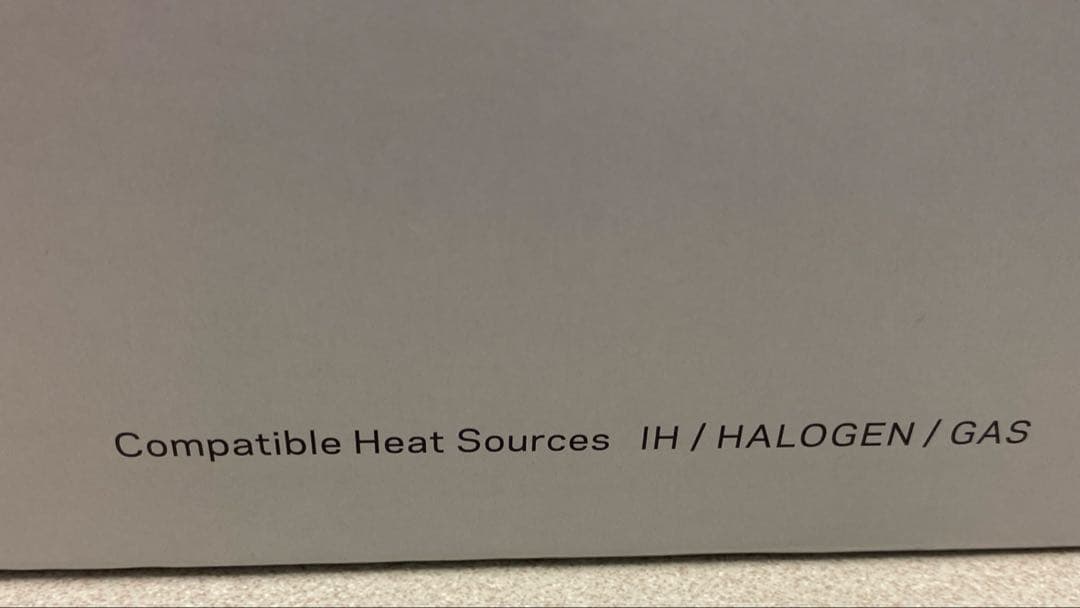 Compatible Heat Sources IH / HALOGEN / GAS